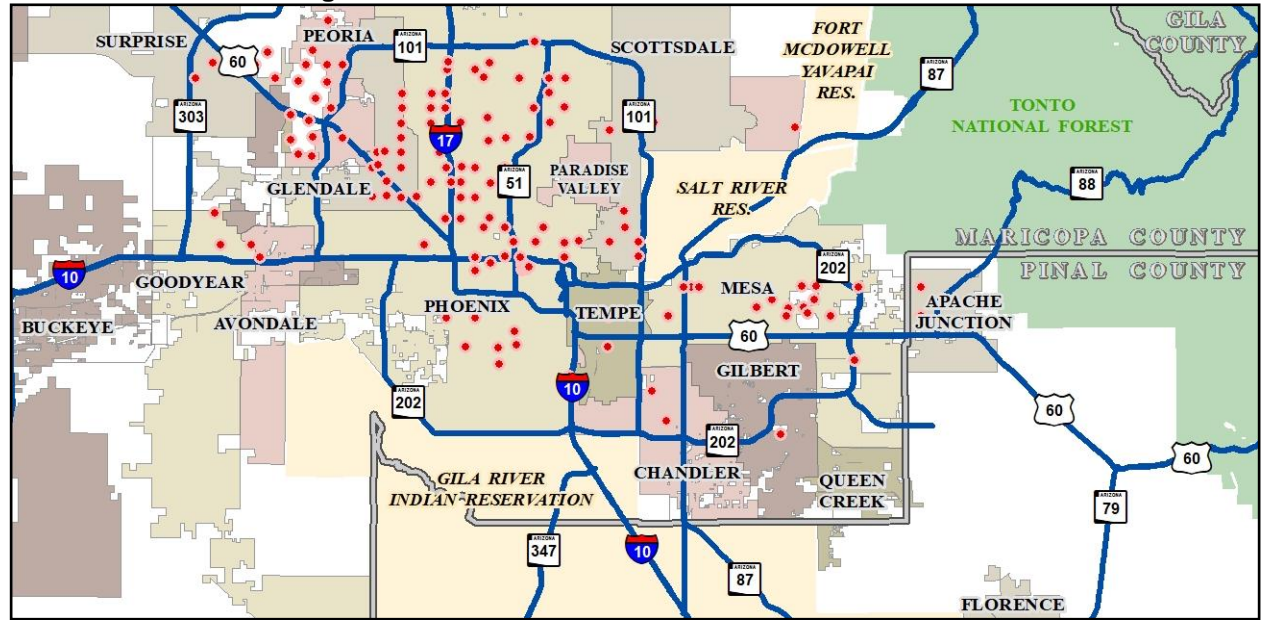 GILA
COUNTY
SURPRISE
PEORIA
ARIZONA
101
60
SCOTTSDALE
FORT
MCDOWELL
YAVAPAI
RES.
ARIZONA
87
ARIZONA
303
ARIZONA
101
TONTO
NATIONAL FOREST
17
GLENDALE
ARIZONA
51
PARADISE
VALLEY
SALT RIVER
RES.
ARIZONA
88
MARICOPA COUNTY
PINAL COUNTY
10
GOODYEAR
ARIZONA
202
MESA
BUCKEYE
AVONDALE
PHOENIX
TEMPE
APACHE
JUNCTION
60
GILBERT
ARIZONA
202
10
60
ARIZONA
202
60
GILA RIVER
INDIAN RESERVATION
CHANDLER
QUEEN
CREEK
ARIZONA
79
ARIZONA
347
10
ARIZONA
87
FLORENCE